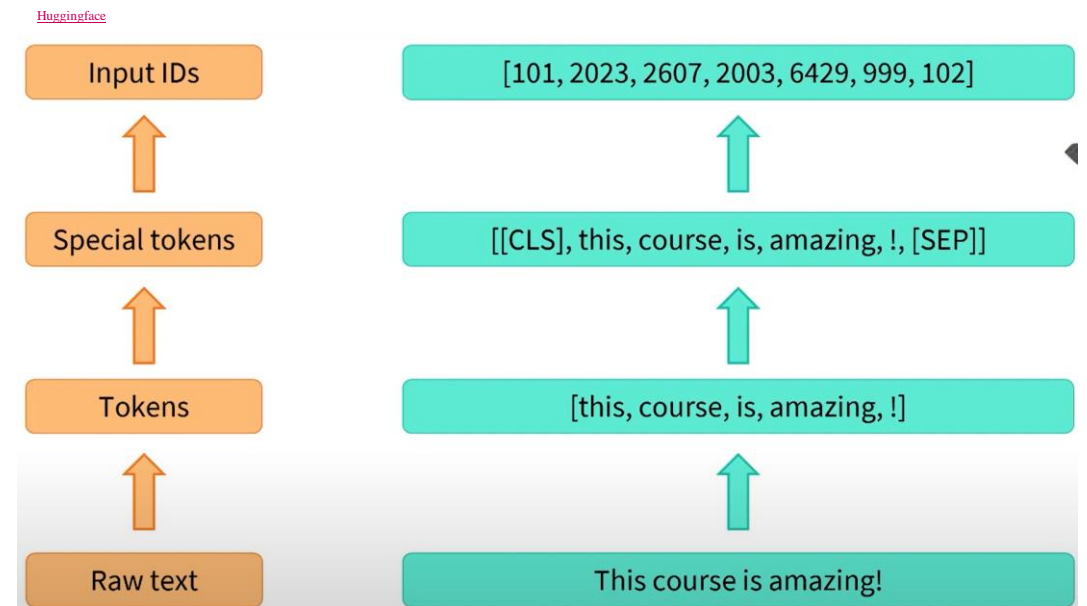 Huggingface
Input IDs
[101, 2023, 2607, 2003, 6429, 999, 102]
Special tokens
[[CLS], this, course, is, amazing, !, [SEP]]
Tokens
[this, course, is, amazing, !]
Raw text
This course is amazing!